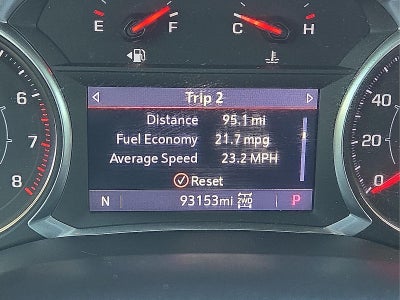 E F C H
6
7
8
40
20
0
Trip 2
Distance 95.1 mi
Fuel Economy 21.7 mpg
Average Speed 23.2 MPH
Reset
N 93153mi 2WD P